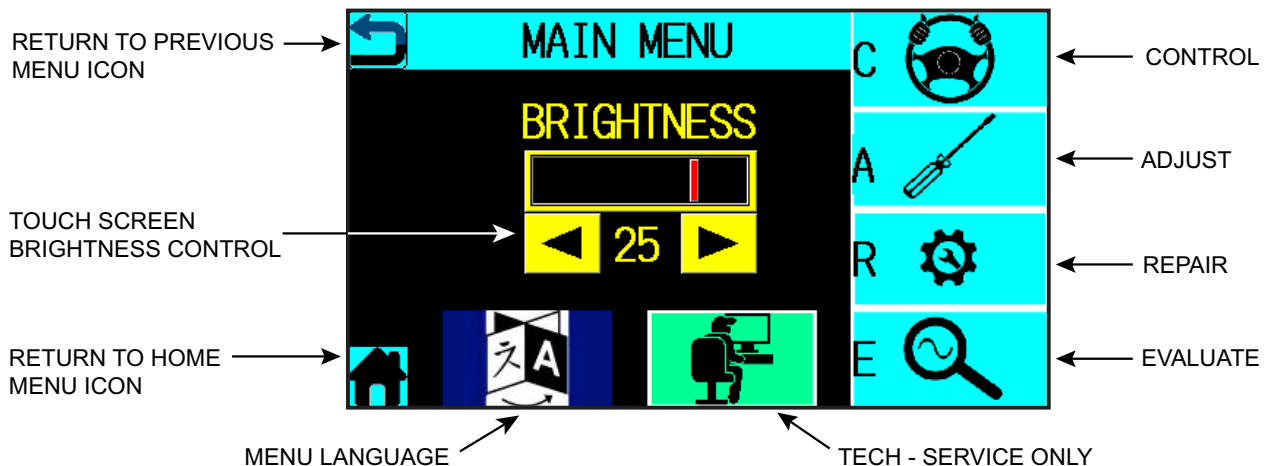 RETURN TO PREVIOUS
MENU ICON
MAIN MENU
C
CONTROL
BRIGHTNESS
A
ADJUST
TOUCH SCREEN
BRIGHTNESS CONTROL
25
R
REPAIR
RETURN TO HOME
MENU ICON
ス A
E
EVALUATE
MENU LANGUAGE
TECH - SERVICE ONLY